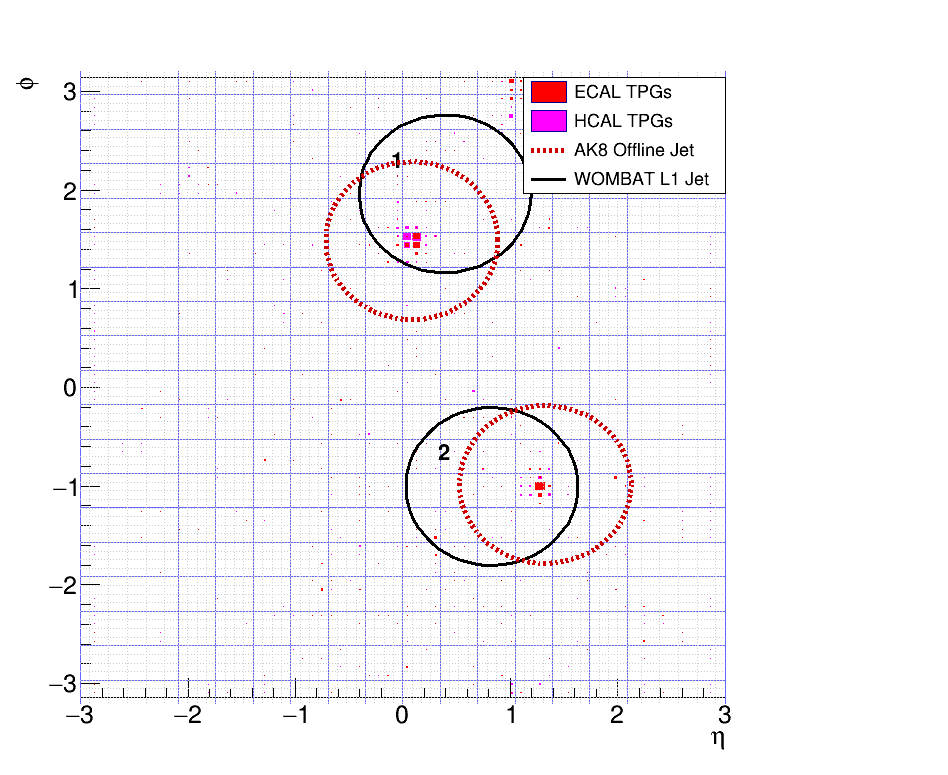 φ
3
2
1
0
−1
−2
−3
ECAL TPGs
HCAL TPGs
AK8 Offline Jet
WOMBAT L1 Jet
1
2
−3 −2 −1 0 1 2 3
η